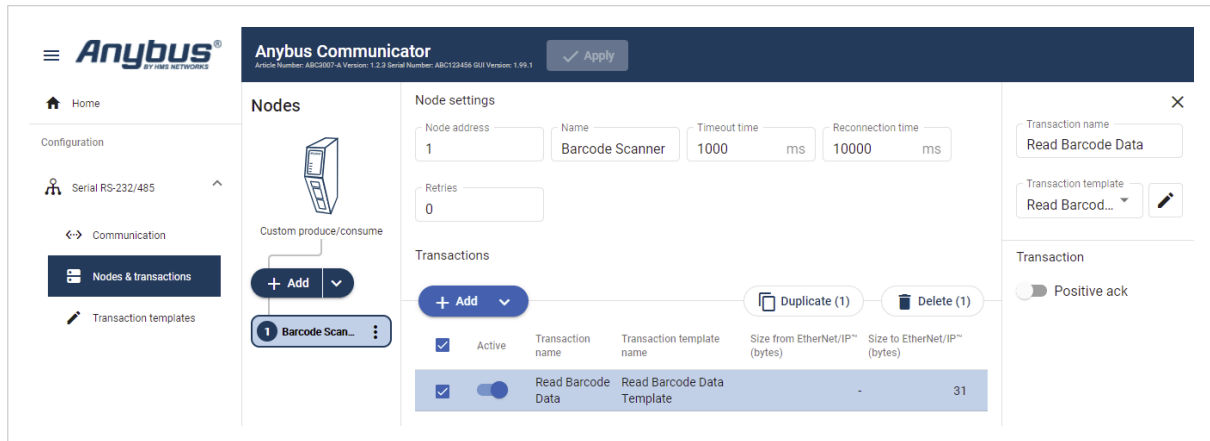 Anybus®
BY HMS NETWORKS
Anybus Communicator
Article Number: ABC3007-A Version: 1.2.3 Serial Number: ABC123456 GUI Version: 1.99.1
Apply
Home
Configuration
Serial RS-232/485
Communication
Nodes & transactions
Transaction templates
Nodes
Custom produce/consume
+ Add
1 Barcode Scan...
Node settings
Node address
1
Name
Barcode Scanner
Timeout time
1000 ms
Reconnection time
10000 ms
Retries
0
Transactions
+ Add
Duplicate (1)
Delete (1)
Active
Transaction
name
Transaction template
name
Size from EtherNet/IP™
(bytes)
Size to EtherNet/IP™
(bytes)
Read Barcode
Data
Read Barcode Data
Template
-
31
Transaction name
Read Barcode Data
Transaction template
Read Barcod...
Transaction
Positive ack